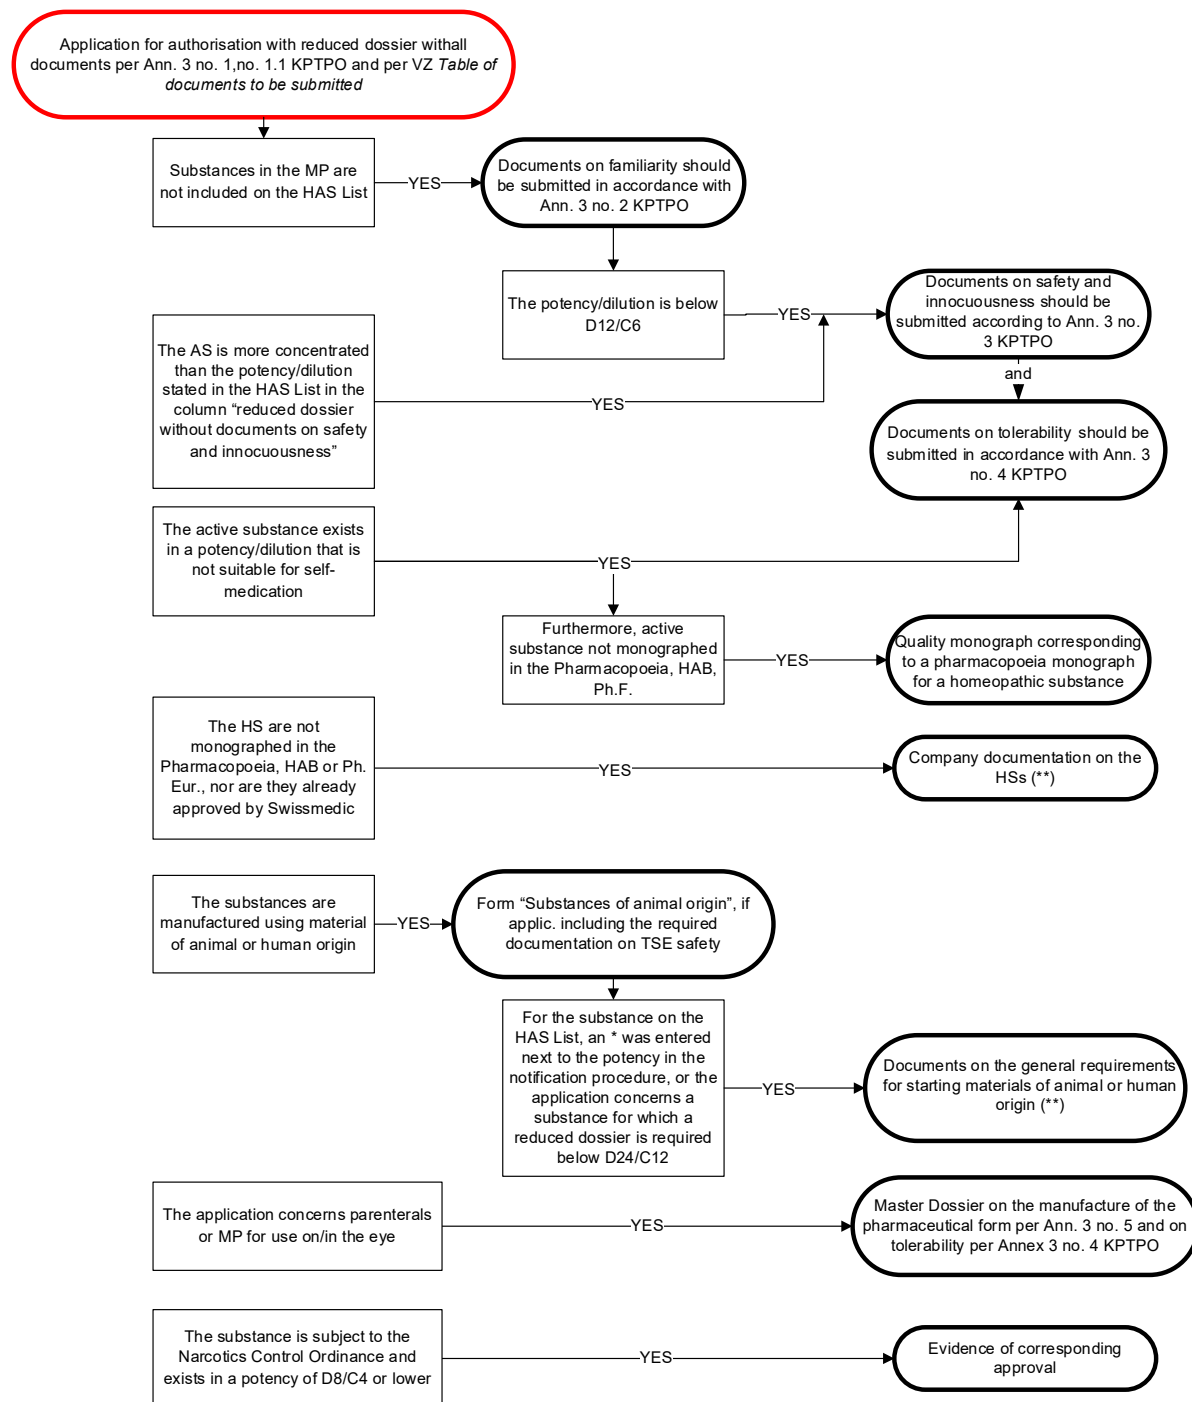 Application for authorisation with reduced dossier withall
documents per Ann. 3 no. 1,no. 1.1 KPTPO and per VZ Table of
documents to be submitted
Substances in the MP are
not included on the HAS List
YES
Documents on familiarity should
be submitted in accordance with
Ann. 3 no. 2 KPTPO
The potency/dilution is below
D12/C6
YES
Documents on safety and
innocuousness should be
submitted according to Ann. 3 no.
3 KPTPO
The AS is more concentrated
than the potency/dilution
stated in the HAS List in the
column “reduced dossier
without documents on safety
and innocuousness”
YES
and
Documents on tolerability should be
submitted in accordance with Ann. 3
no. 4 KPTPO
The active substance exists
in a potency/dilution that is
not suitable for self-
medication
YES
Furthermore, active
substance not monographed
in the Pharmacopoeia, HAB,
Ph.F.
YES
Quality monograph corresponding
to a pharmacopoeia monograph
for a homeopathic substance
The HS are not
monographed in the
Pharmacopoeia, HAB or Ph.
Eur., nor are they already
approved by Swissmedic
YES
Company documentation on the
HSs (**)
The substances are
manufactured using material
of animal or human origin
YES
Form “Substances of animal origin”, if
applic. including the required
documentation on TSE safety
For the substance on the
HAS List, an * was entered
next to the potency in the
notification procedure, or the
application concerns a
substance for which a
reduced dossier is required
below D24/C12
YES
Documents on the general requirements
for starting materials of animal or human
origin (**)
The application concerns parenterals
or MP for use on/in the eye
YES
Master Dossier on the manufacture of the
pharmaceutical form per Ann. 3 no. 5 and on
tolerability per Annex 3 no. 4 KPTPO
The substance is subject to the
Narcotics Control Ordinance and
exists in a potency of D8/C4 or lower
YES
Evidence of corresponding
approval